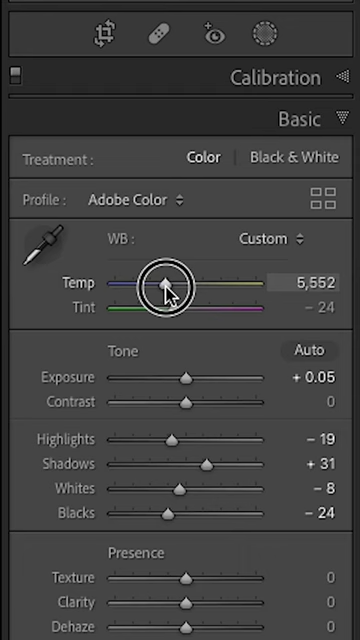 Calibration
Basic
Treatment : Color | Black & White
Profile : Adobe Color
WB : Custom
Temp 5,552
Tint – 24
Tone Auto
Exposure + 0.05
Contrast 0
Highlights – 19
Shadows + 31
Whites – 8
Blacks – 24
Presence
Texture 0
Clarity 0
Dehaze 0